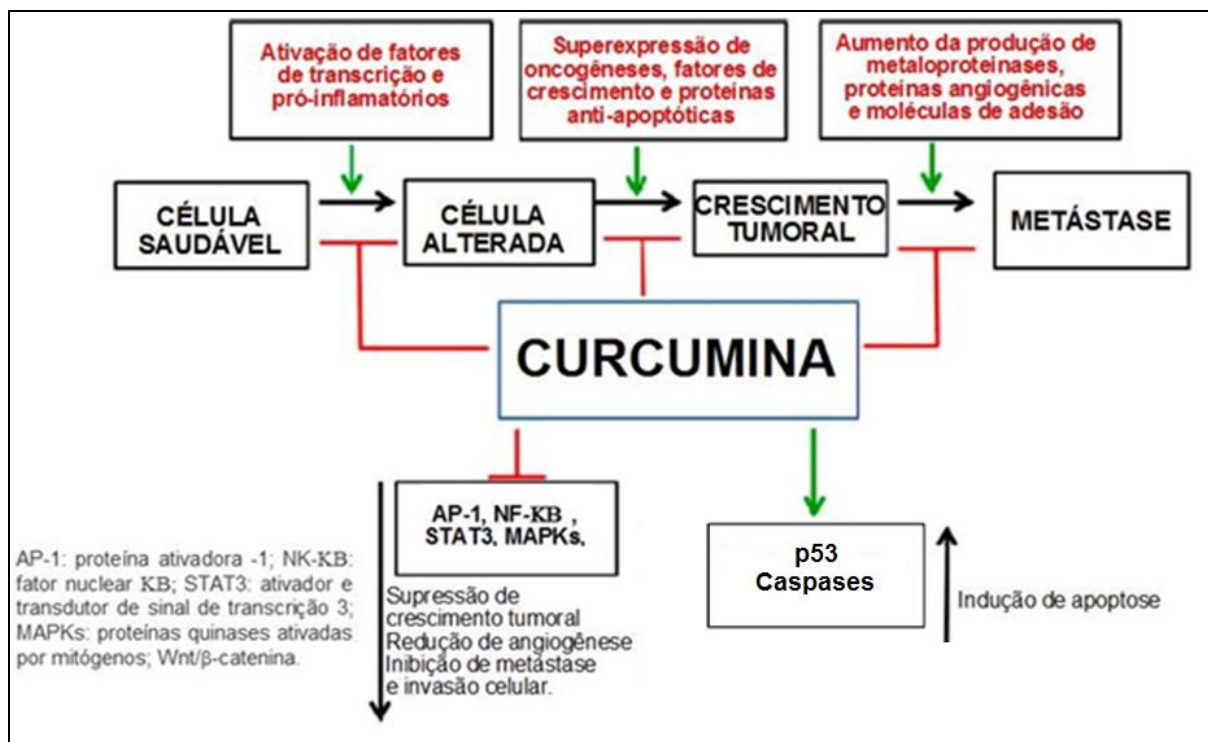 Ativação de fatores
de transcrição e
pró-inflamatórios
Superexpressão de
oncogêneses, fatores de
crescimento e proteínas
anti-apoptóticas
Aumento da produção de
metaloproteinases,
proteínas angiogênicas
e moléculas de adesão
CÉLULA
SAUDÁVEL
CÉLULA
ALTERADA
CRESCIMENTO
TUMORAL
METÁSTASE
CURCUMINA
AP-1, NF-KB ,
STAT3, MAPKs,
p53
Caspases
AP-1: proteína ativadora -1; NK-KB:
fator nuclear KB; STAT3: ativador e
transdutor de sinal de transcrição 3;
MAPKs: proteínas quinases ativadas
por mitógenos; Wnt/β-catenina.
Supressão de
crescimento tumoral
Redução de angiogênese
Inibição de metástase
e invasão celular.
Indução de apoptose